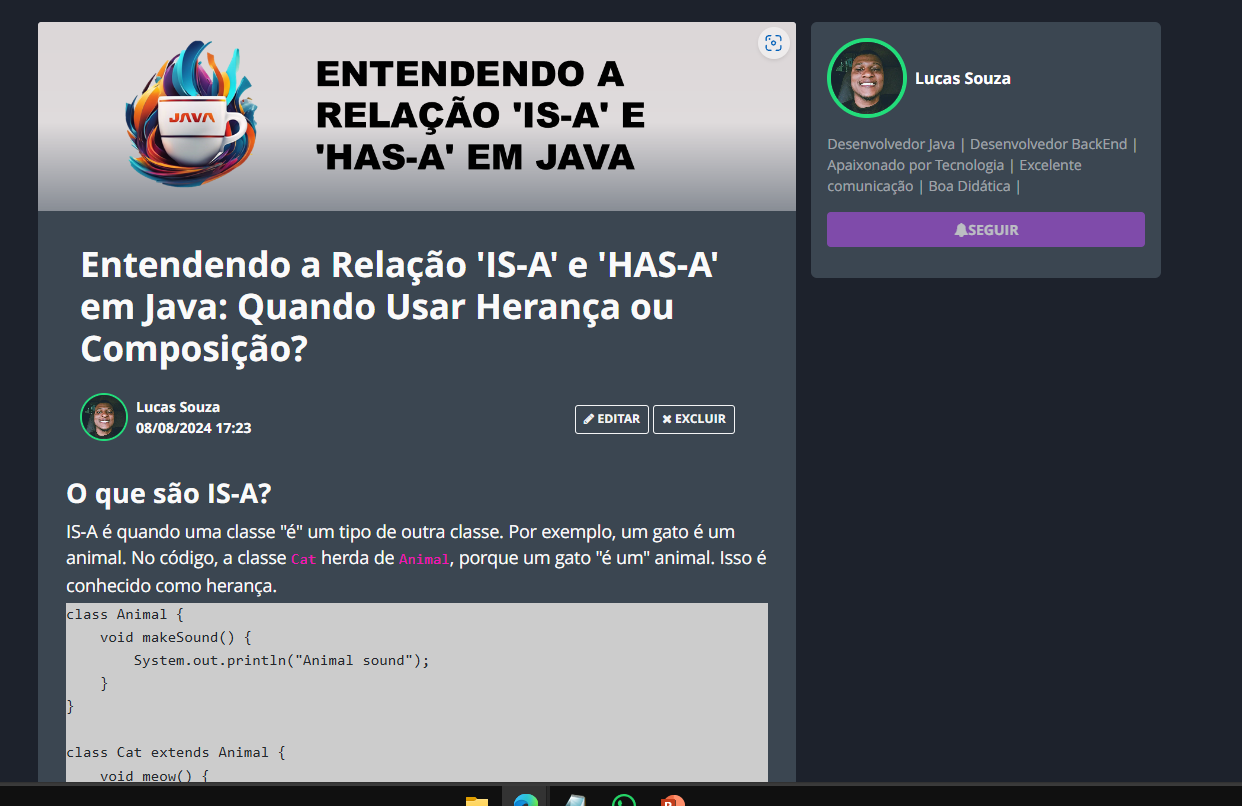 JAVA
ENTENDENDO A
RELAÇÃO 'IS-A' E
'HAS-A' EM JAVA
Entendendo a Relação 'IS-A' e 'HAS-A'
em Java: Quando Usar Herança ou
Composição?
Lucas Souza
08/08/2024 17:23
EDITAR
EXCLUIR
O que são IS-A?
IS-A é quando uma classe "é" um tipo de outra classe. Por exemplo, um gato é um
animal. No código, a classe Cat herda de Animal, porque um gato "é um" animal. Isso é
conhecido como herança.
class Animal {
    void makeSound() {
        System.out.println("Animal sound");
    }
}
class Cat extends Animal {
    void meow() {
Lucas Souza
Desenvolvedor Java | Desenvolvedor BackEnd |
Apaixonado por Tecnologia | Excelente
comunicação | Boa Didática |
SEGUIR